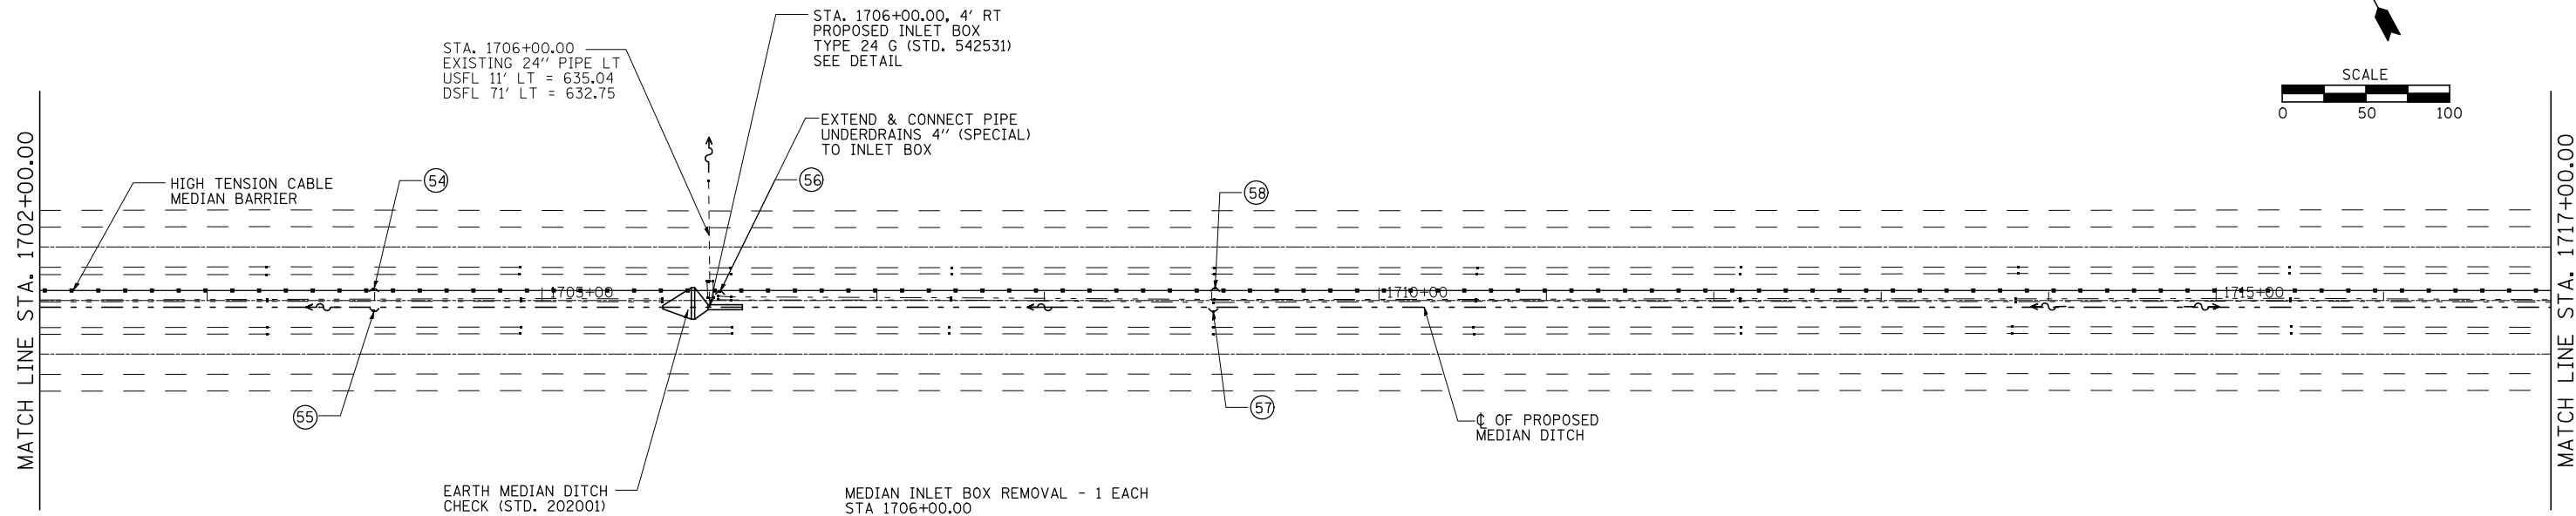 STA. 1706+00.00, 4' RT
PROPOSED INLET BOX
TYPE 24 G (STD. 542531)
SEE DETAIL
STA. 1706+00.00
EXISTING 24'' PIPE LT
USFL 11' LT = 635.04
DSFL 71' LT = 632.75
SCALE
0 50 100
EXTEND & CONNECT PIPE
UNDERDRAINS 4'' (SPECIAL)
TO INLET BOX
HIGH TENSION CABLE
MEDIAN BARRIER
54
56
58
MATCH LINE STA. 1702+00.00
1705+00
1710+00
1715+00
MATCH LINE STA. 1717+00.00
55
57
℄ OF PROPOSED
MEDIAN DITCH
EARTH MEDIAN DITCH
CHECK (STD. 202001)
MEDIAN INLET BOX REMOVAL - 1 EACH
STA 1706+00.00